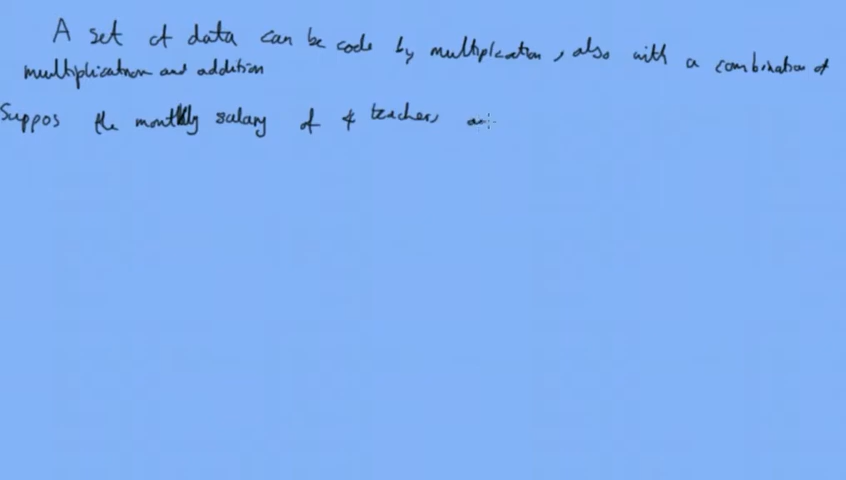 A set of data can be code by multiplication, also with a combination of
multiplication and addition
Suppos the monthly salary of 4 teachers